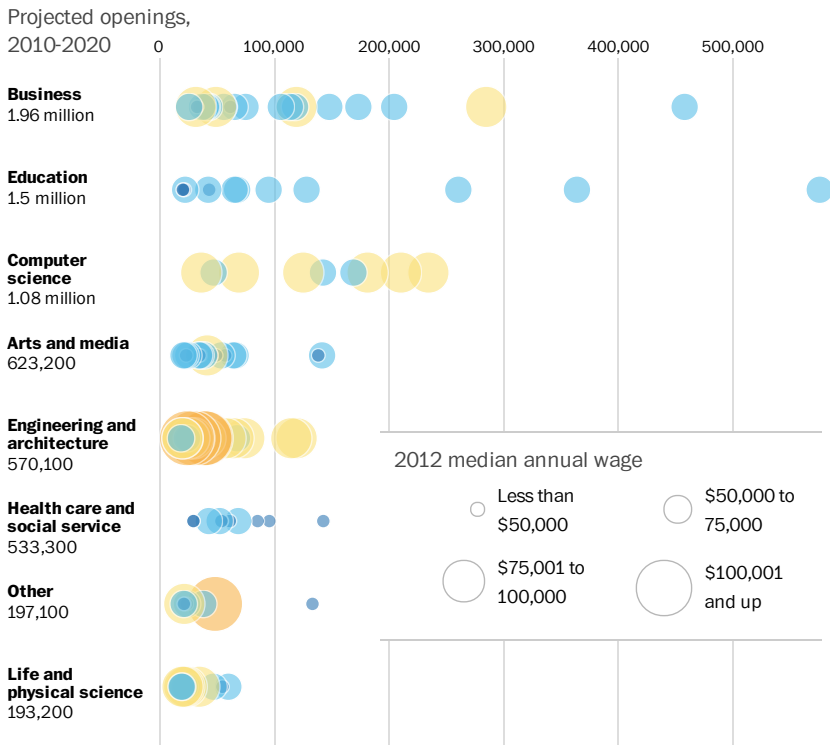 Projected openings,
2010-2020
0 100,000 200,000 300,000 400,000 500,000
Business
1.96 million
Education
1.5 million
Computer
science
1.08 million
Arts and media
623,200
Engineering and
architecture
570,100
2012 median annual wage
Less than
$50,000
$50,000 to
75,000
$75,001 to
100,000
$100,001
and up
Health care and
social service
533,300
Other
197,100
Life and
physical science
193,200